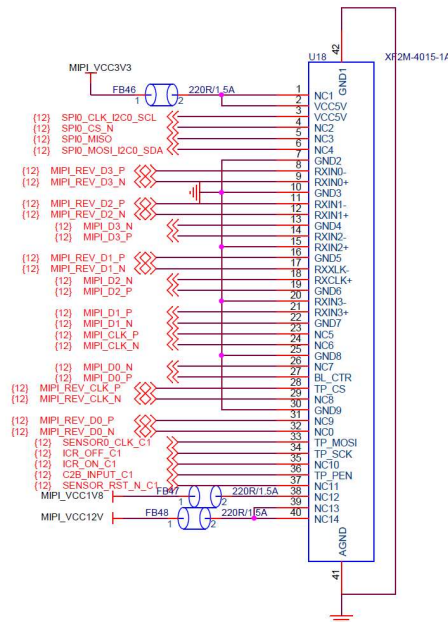 42
U18
XF2M-4015-1A
GND1
MIPI_VCC3V3
FB46
220R/1.5A
1
2
1 NC1
2 VCC5V
{12} SPI0_CLK_I2C0_SCL 3 VCC5V
{12} SPI0_CS_N 4 NC2
{12} SPI0_MISO 5 NC3
{12} SPI0_MOSI_I2C0_SDA 6 NC4
7 GND2
{12} MIPI_REV_D3_P 8 RXIN0-
{12} MIPI_REV_D3_N 9 RXIN0+
10 GND3
{12} MIPI_REV_D2_P 11 RXIN1-
{12} MIPI_REV_D2_N 12 RXIN1+
{12} MIPI_D3_N 13 GND4
{12} MIPI_D3_P 14 RXIN2-
15 RXIN2+
{12} MIPI_REV_D1_P 16 GND5
{12} MIPI_REV_D1_N 17 RXXLK-
{12} MIPI_D2_N 18 RXCLK+
{12} MIPI_D2_P 19 GND6
20 RXIN3-
{12} MIPI_D1_P 21 RXIN3+
{12} MIPI_D1_N 22 GND7
{12} MIPI_CLK_P 23 NC5
{12} MIPI_CLK_N 24 NC6
25 GND8
{12} MIPI_D0_N 26 NC7
{12} MIPI_D0_P 27 BL_CTR
{12} MIPI_REV_CLK_P 28 TP_CS
{12} MIPI_REV_CLK_N 29 NC8
30 GND9
{12} MIPI_REV_D0_P 31 NC9
{12} MIPI_REV_D0_N 32 NC0
{12} SENSOR0_CLK_C1 33 TP_MOSI
{12} ICR_OFF_C1 34 TP_SCK
{12} ICR_ON_C1 35 NC10
{12} C2B_INPUT_C1 36 TP_PEN
{12} SENSOR_RST_N_C1 37 NC11
MIPI_VCC1V8 FB47 1 2 220R/1.5A 38 NC12
39 NC13
MIPI_VCC12V FB48 1 2 220R/1.5A 40 NC14
AGND
41